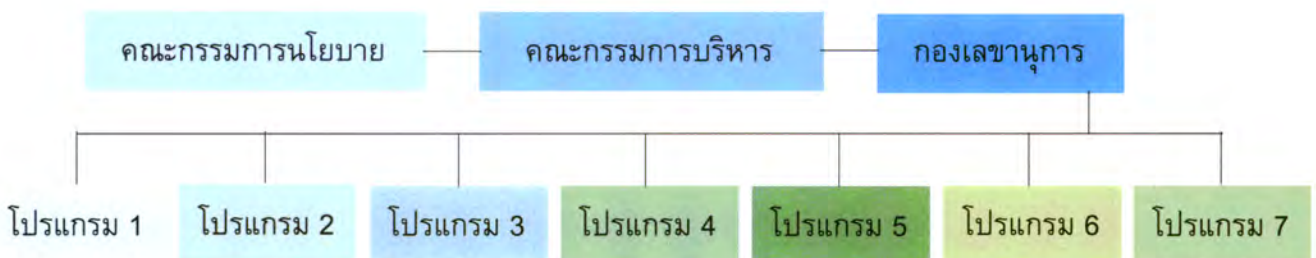 คณะกรรมการนโยบาย คณะกรรมการบริหาร กองเลขานุการ
โปรแกรม 1 โปรแกรม 2 โปรแกรม 3 โปรแกรม 4 โปรแกรม 5 โปรแกรม 6 โปรแกรม 7